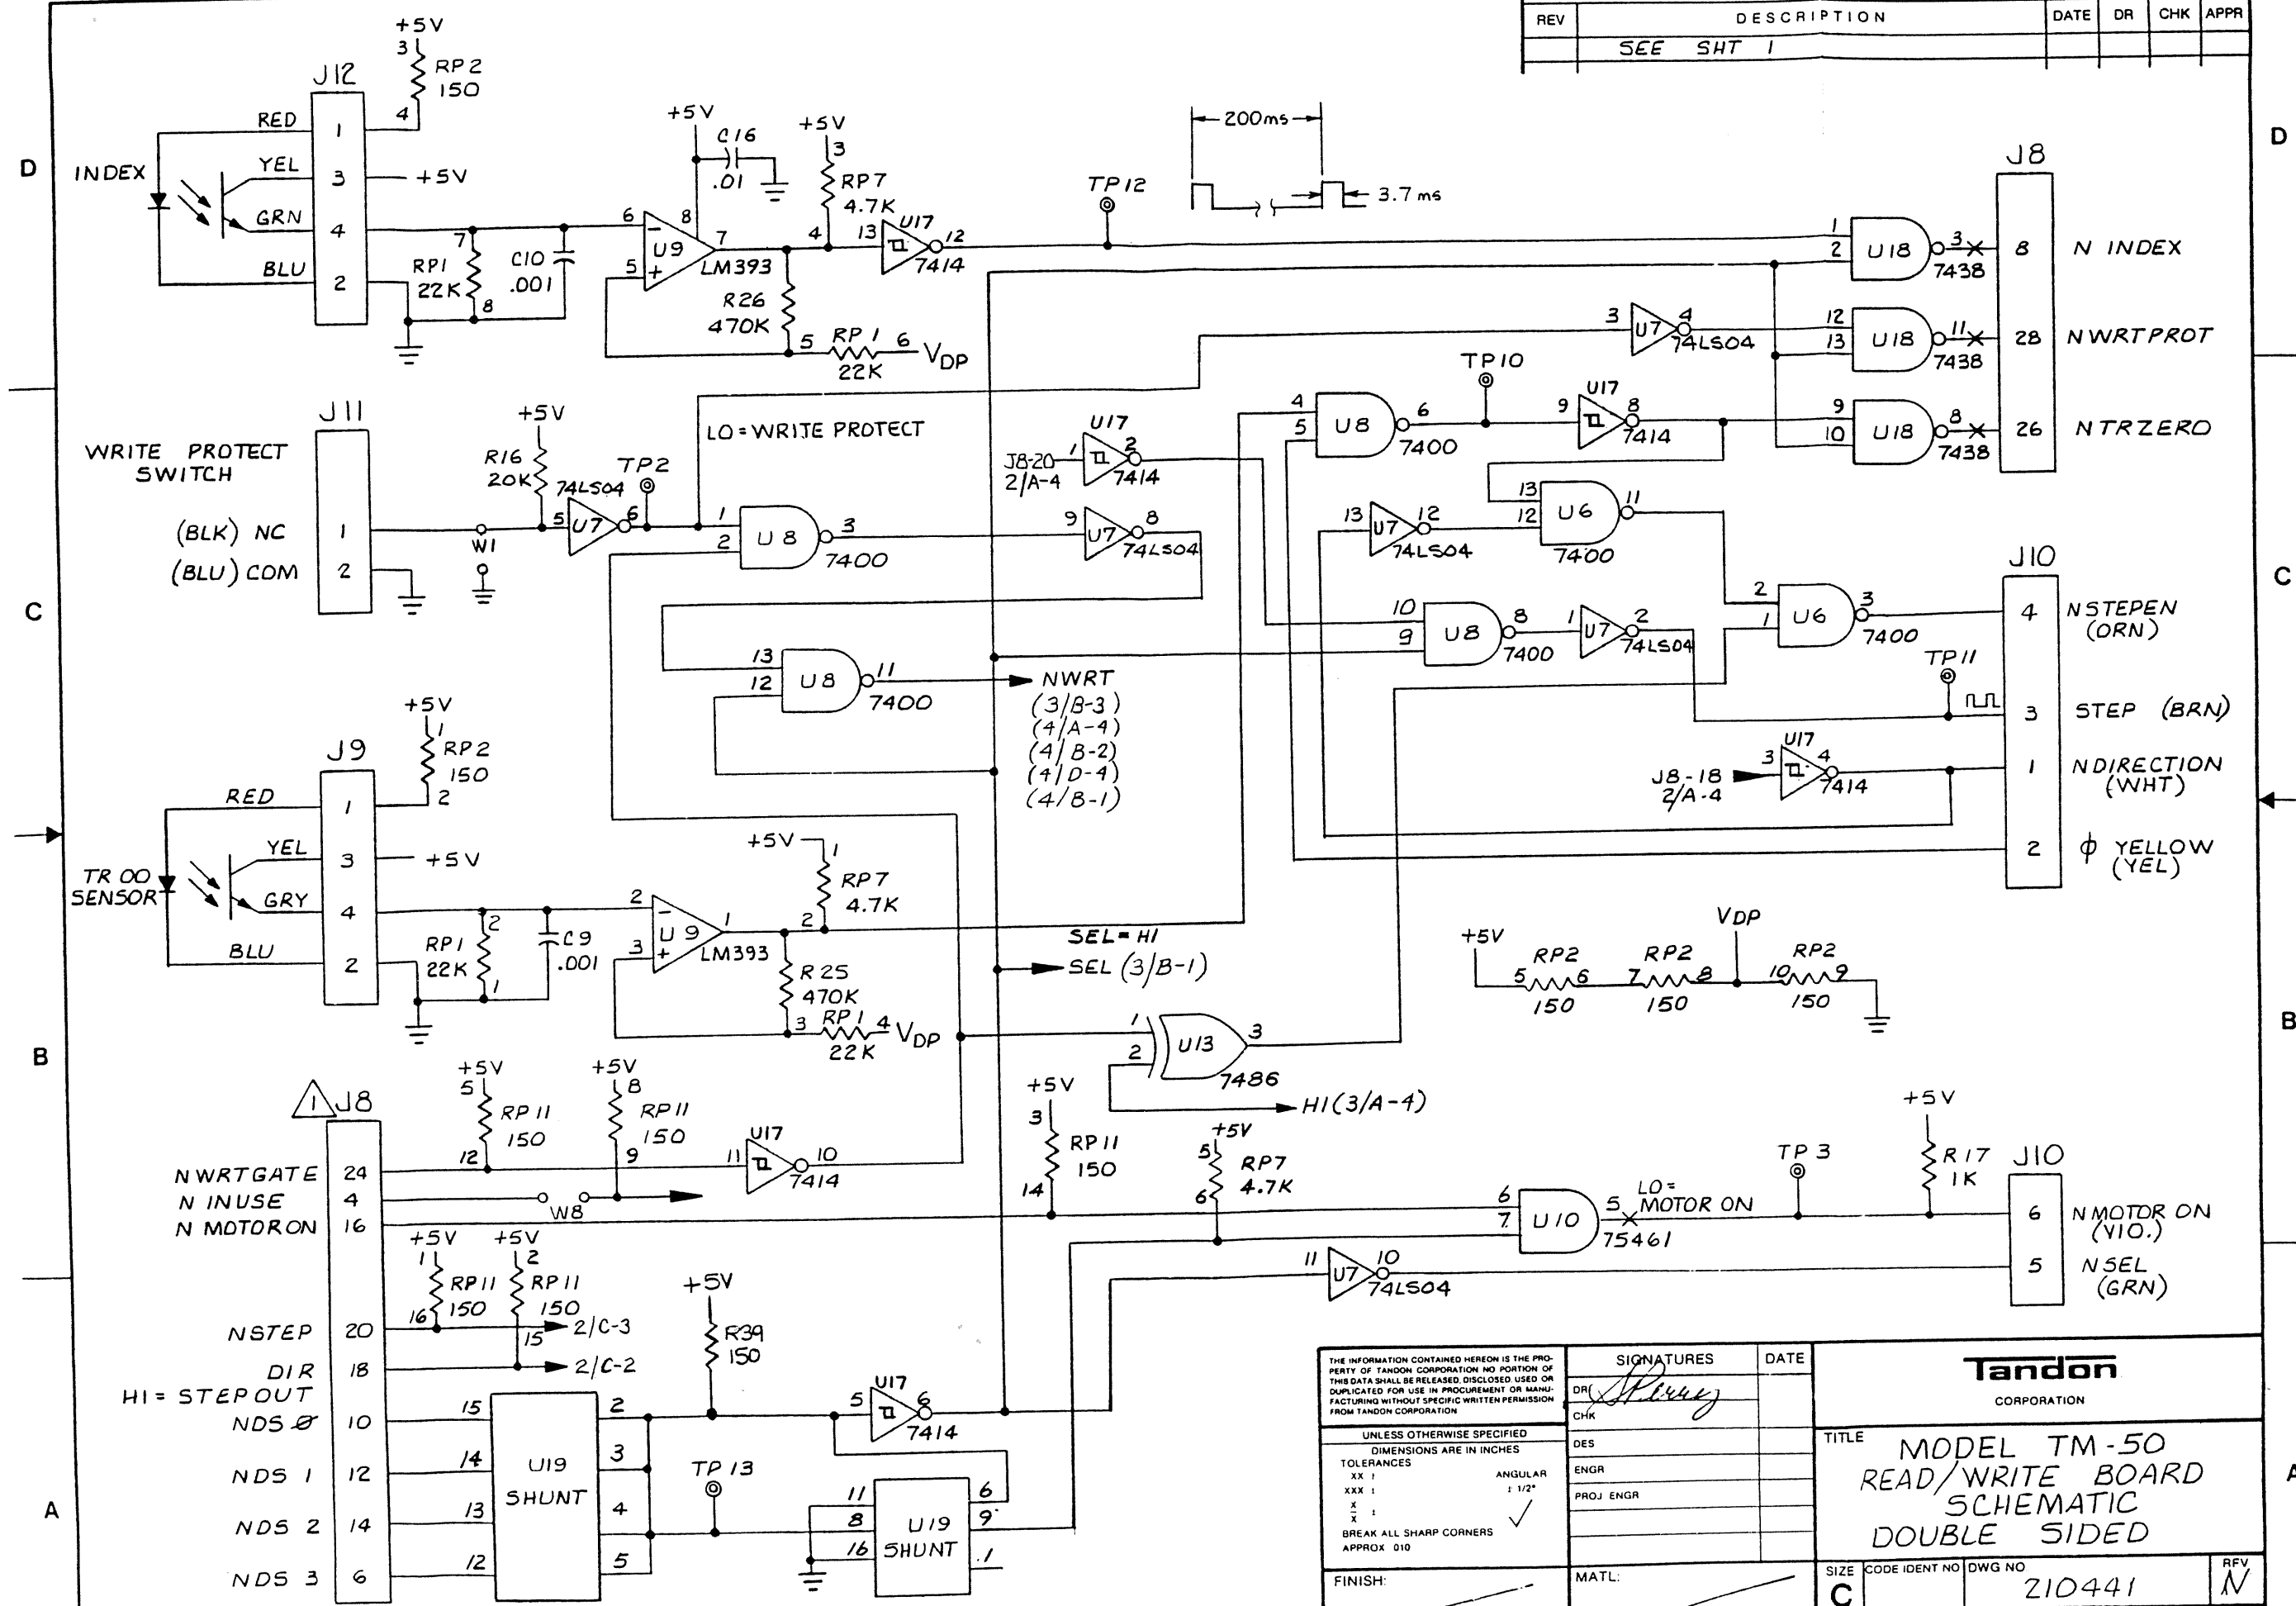 REV DESCRIPTION DATE DR CHK APPR
SEE SHT 1
D
D
C
C
B
B
A
A
J12
+5V
3
RP2
150
4
INDEX
RED 1
YEL 3 +5V
GRN 4
BLU 2
7
RP1
22K
8
C10
.001
+5V
C16
.01
6
5
8
U9
7
LM393
+5V
3
RP7
4.7K
4
R26
470K
5 RP1 6 VDP
22K
13 U17 12
7414
TP12
200ms
3.7 ms
J8
1
2
U18
3
7438
8 N INDEX
3 U7 4
74LS04
12
13
U18
11
7438
28 NWRTPROT
9
10
U18
8
7438
26 NTRZERO
J11
WRITE PROTECT
SWITCH
(BLK) NC 1
(BLU) COM 2
W1
+5V
R16
20K
74LS04
5 U7 6
TP2
LO = WRITE PROTECT
1
2
U8
3
7400
9 U7 8
74LS04
J8-20
2/A-4
U17
1 2
7414
4
5
U8
6
7400
TP10
U17
9 8
7414
13
12
U6
11
7400
13 U7 12
74LS04
10
9
U8
8
7400
1 U7 2
74LS04
2
1
U6
3
7400
J10
4 NSTEPEN
(ORN)
TP11
3 STEP (BRN)
J8-18
2/A-4
U17
3 4
7414
1 NDIRECTION
(WHT)
2 ϕ YELLOW
(YEL)
13
12
U8
11
7400
NWRT
(3/B-3)
(4/A-4)
(4/B-2)
(4/D-4)
(4/B-1)
J9
+5V
1
RP2
150
2
TR 00
SENSOR
RED 1
YEL 3 +5V
GRY 4
BLU 2
2
RP1
22K
1
C9
.001
2
3
U9
1
LM393
+5V
1
RP7
4.7K
2
R25
470K
3 RP1 4 VDP
22K
SEL = HI
SEL (3/B-1)
1
2
U13
3
7486
HI (3/A-4)
+5V
VDP
5 RP2 6
150
7 RP2 8
150
10 RP2 9
150
1
J8
+5V
5
RP11
150
12
+5V
8
RP11
150
9
NWRTGATE 24
N INUSE 4
N MOTORON 16
W8
U17
11 10
7414
+5V
3
RP11
150
14
+5V
5
RP7
4.7K
6
6
7
U10
5
75461
LO =
MOTOR ON
TP3
+5V
R17
1K
J10
6 NMOTOR ON
(VIO.)
5 NSEL
(GRN)
11 U7 10
74LS04
+5V
1
RP11
150
16
+5V
2
RP11
150
15
NSTEP 20 2/C-3
DIR 18 2/C-2
HI = STEP OUT
NDS Ø 10
NDS 1 12
NDS 2 14
NDS 3 6
15
14
13
12
U19
SHUNT
2
3
4
5
+5V
R39
150
TP13
U17
5 6
7414
11
8
16
U19
SHUNT
6
9
1
THE INFORMATION CONTAINED HEREON IS THE PRO-
PERTY OF TANDON CORPORATION NO PORTION OF
THIS DATA SHALL BE RELEASED, DISCLOSED, USED OR
DUPLICATED FOR USE IN PROCUREMENT OR MANU-
FACTURING WITHOUT SPECIFIC WRITTEN PERMISSION
FROM TANDON CORPORATION
UNLESS OTHERWISE SPECIFIED
DIMENSIONS ARE IN INCHES
TOLERANCES
XX ±
XXX ±
X
X ±
ANGULAR
± 1/2°
BREAK ALL SHARP CORNERS
APPROX 010
FINISH:
SIGNATURES DATE
DR
CHK
DES
ENGR
PROJ ENGR
MATL:
Tandon
CORPORATION
TITLE
MODEL TM-50
READ/WRITE BOARD
SCHEMATIC
DOUBLE SIDED
SIZE CODE IDENT NO DWG NO REV
C 210441 N